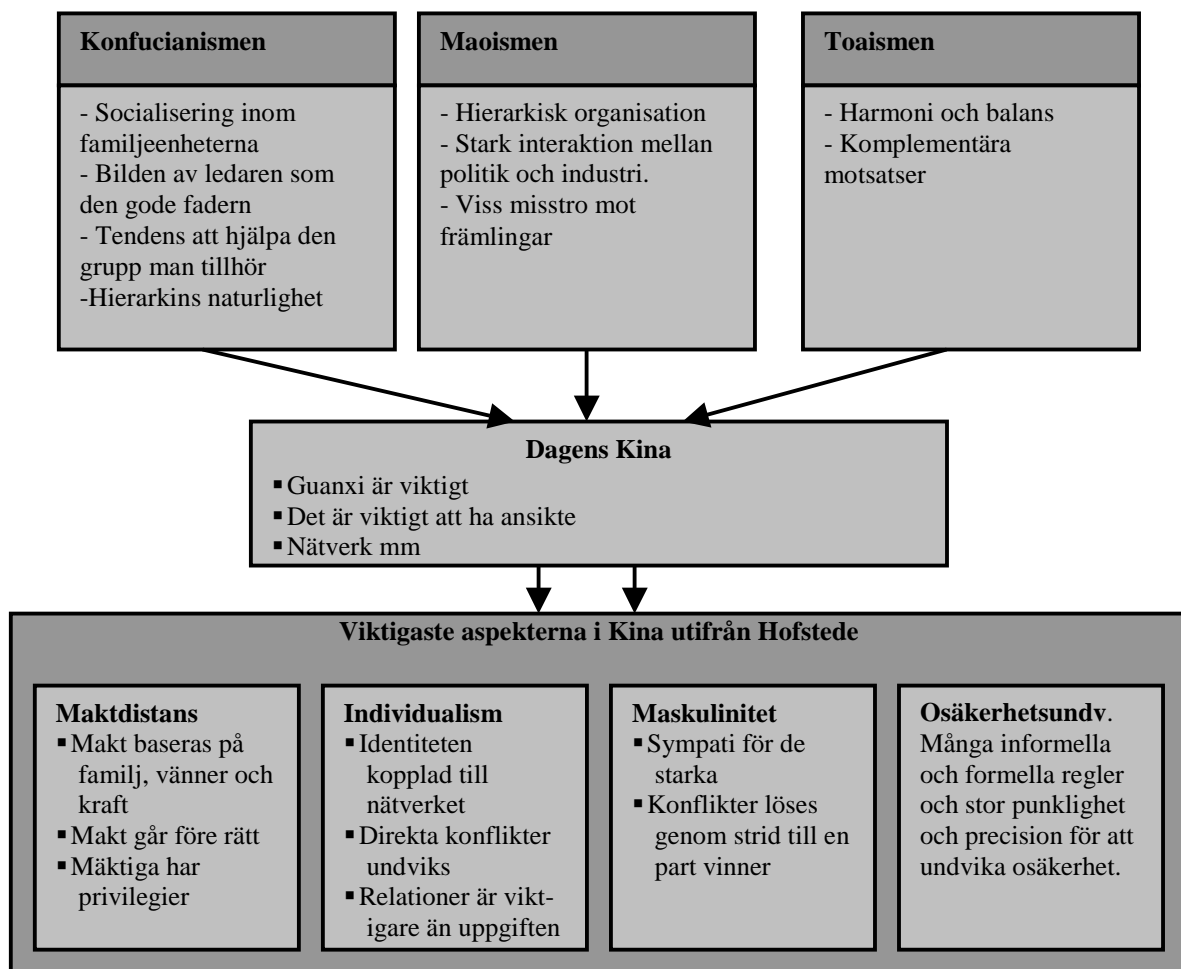 Konfucianismen
- Socialisering inom
familjeenheterna
- Bilden av ledaren som
den gode fadern
- Tendens att hjälpa den
grupp man tillhör
-Hierarkins naturlighet
Maoismen
- Hierarkisk organisation
- Stark interaktion mellan
politik och industri.
- Viss misstro mot
främlingar
Toaismen
- Harmoni och balans
- Komplementära
motsatser
Dagens Kina
▪ Guanxi är viktigt
▪ Det är viktigt att ha ansikte
▪ Nätverk mm
Viktigaste aspekterna i Kina utifrån Hofstede
Maktdistans
▪ Makt baseras på
familj, vänner och
kraft
▪ Makt går före rätt
▪ Mäktiga har
privilegier
Individualism
▪ Identiteten
kopplad till
nätverket
▪ Direkta konflikter
undviks
▪ Relationer är vikt-
igare än uppgiften
Maskulinitet
▪ Sympati för de
starka
▪ Konflikter löses
genom strid till en
part vinner
Osäkerhetsundv.
Många informella
och formella regler
och stor punklighet
och precision för att
undvika osäkerhet.